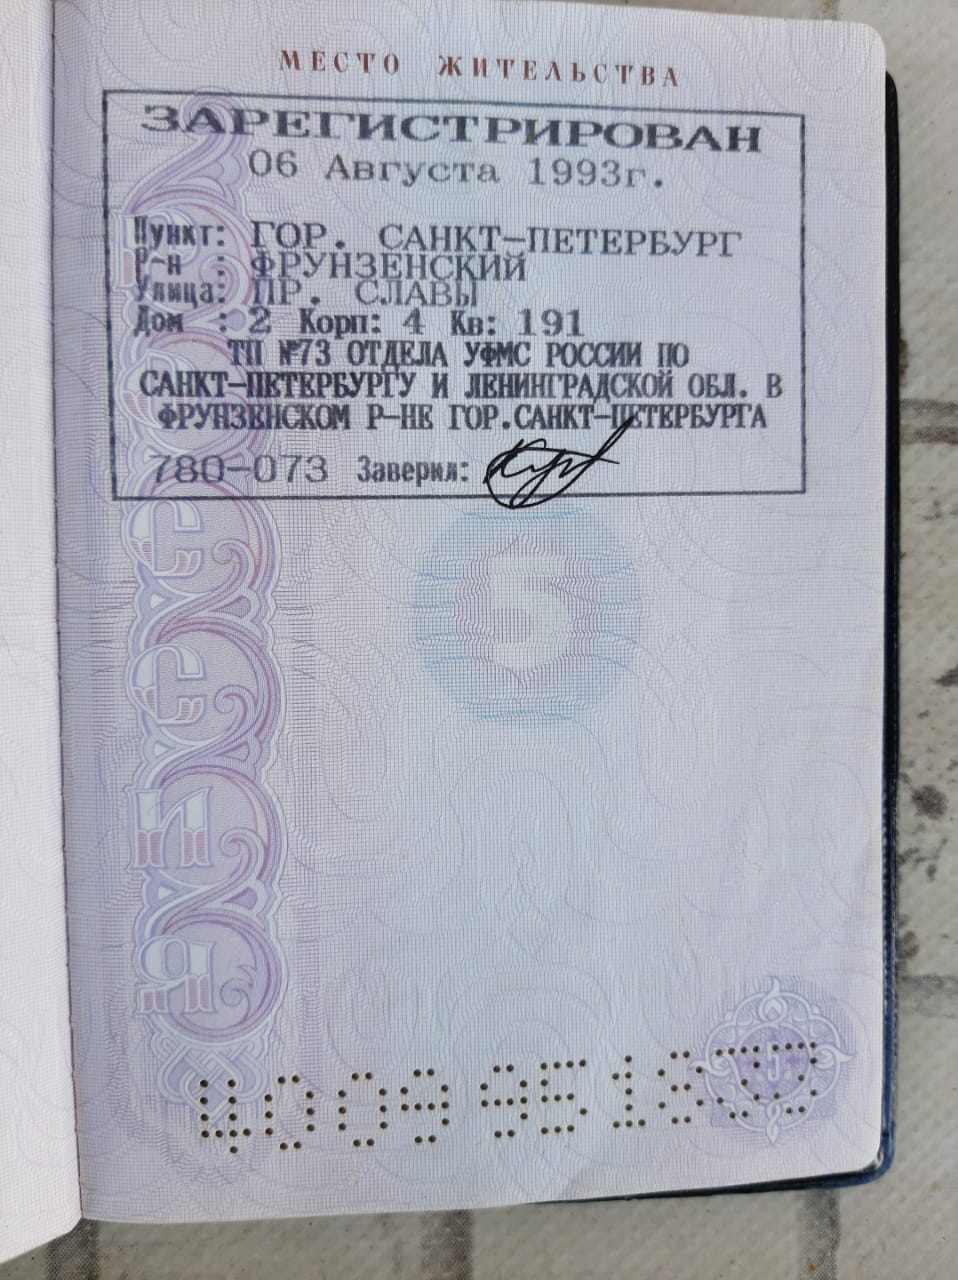 МЕСТО ЖИТЕЛЬСТВА
ЗАРЕГИСТРИРОВАН
06 Августа 1993г.
Пункт: ГОР. САНКТ-ПЕТЕРБУРГ
Р-н : ФРУНЗЕНСКИЙ
Улица: ПР. СЛАВЫ
Дом : 2 Корп: 4 Кв: 191
ТП №73 ОТДЕЛА УФМС РОССИИ ПО
САНКТ-ПЕТЕРБУРГУ И ЛЕНИНГРАДСКОЙ ОБЛ. В
ФРУНЗЕНСКОМ Р-НЕ ГОР.САНКТ-ПЕТЕРБУРГА
780-073 Заверил:
5
5